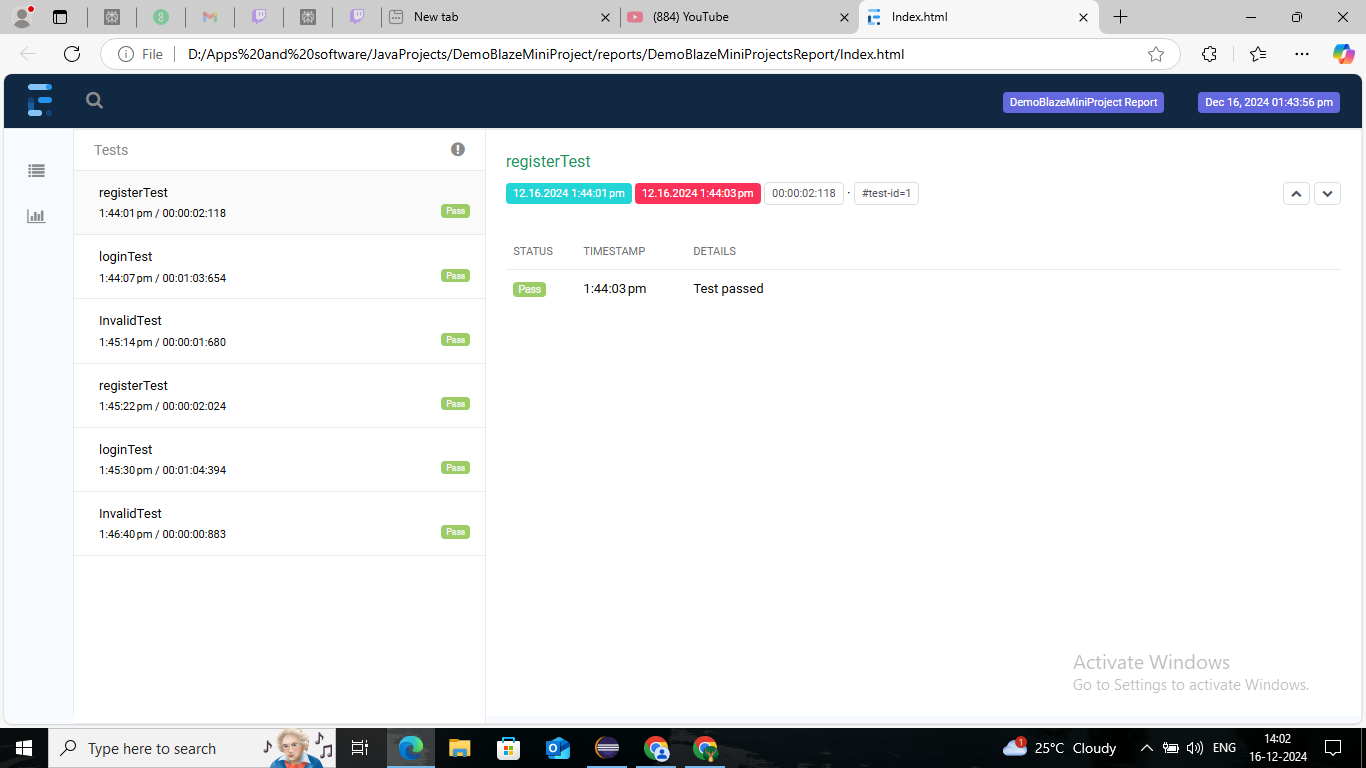 New tab
(884) YouTube
Index.html
File
D:/Apps%20and%20software/JavaProjects/DemoBlazeMiniProject/reports/DemoBlazeMiniProjectsReport/Index.html
DemoBlazeMiniProject Report
Dec 16, 2024 01:43:56 pm
Tests
registerTest
1:44:01 pm / 00:00:02:118
Pass
loginTest
1:44:07 pm / 00:01:03:654
Pass
InvalidTest
1:45:14 pm / 00:00:01:680
Pass
registerTest
1:45:22 pm / 00:00:02:024
Pass
loginTest
1:45:30 pm / 00:01:04:394
Pass
InvalidTest
1:46:40 pm / 00:00:00:883
Pass
registerTest
12.16.2024 1:44:01 pm 12.16.2024 1:44:03 pm 00:00:02:118 · #test-id=1
STATUS TIMESTAMP DETAILS
Pass 1:44:03 pm Test passed
Activate Windows
Go to Settings to activate Windows.
Type here to search
1
25°C Cloudy
ENG
14:02
16-12-2024